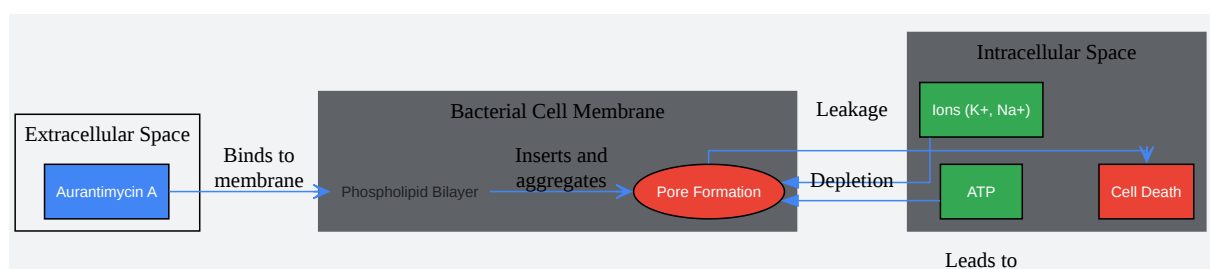 Extracellular Space
Aurantimycin A
Binds to
membrane
Bacterial Cell Membrane
Phospholipid Bilayer
Inserts and
aggregates
Pore Formation
Leakage
Depletion
Intracellular Space
Ions (K+, Na+)
ATP
Cell Death
Leads to